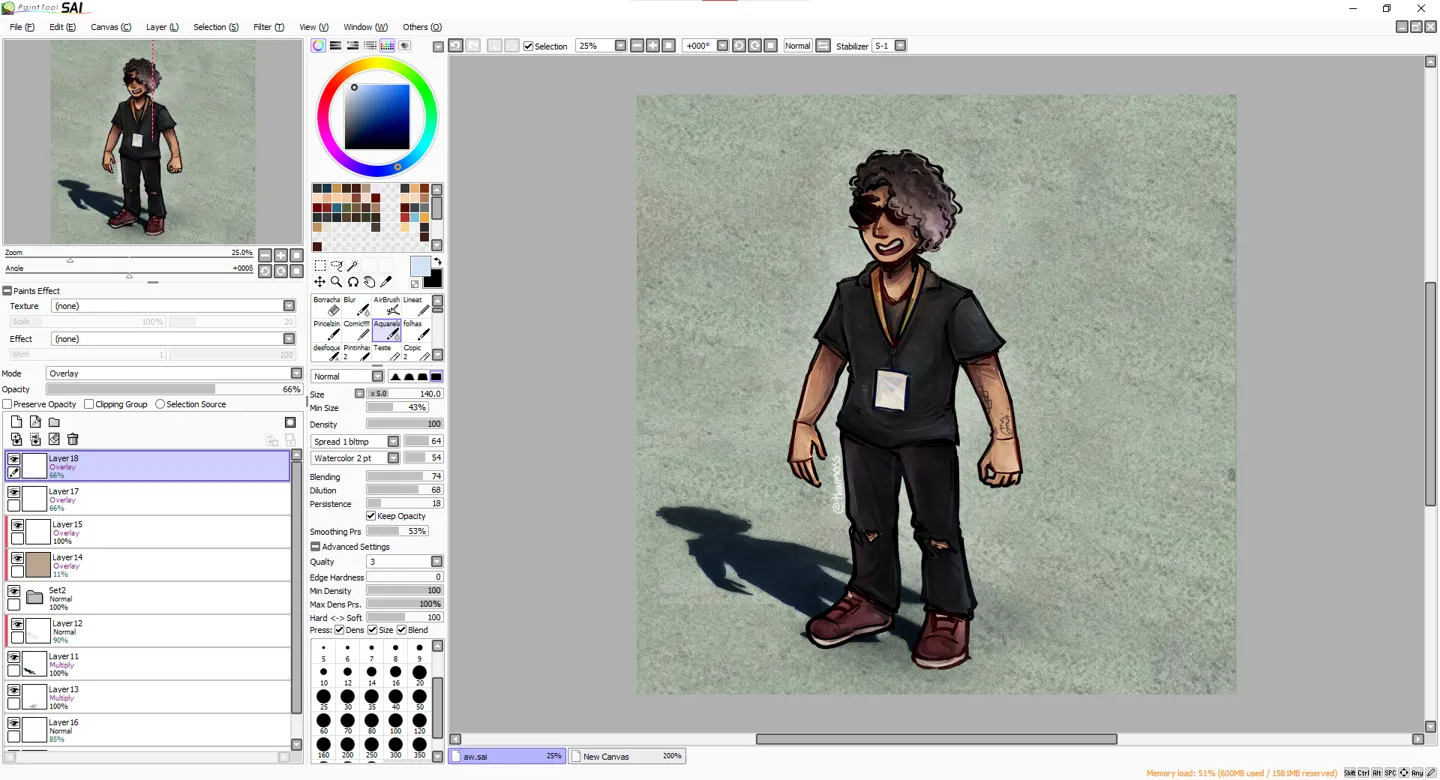 PaintTool SAI
File (F) Edit (E) Canvas (C) Layer (L) Selection (S) Filter (T) View (V) Window (W) Others (O)
Selection 25% +000° Normal Stabilizer S-1
Zoom 25.0%
Angle +000ß
Paints Effect
Texture (none)
Scale 100% 20
Effect (none)
Width 1 100
Mode Overlay
Opacity 66%
Preserve Opacity Clipping Group Selection Source
Layer18
Overlay
66%
Layer17
Overlay
66%
Layer15
Overlay
100%
Layer14
Overlay
11%
Set2
Normal
100%
Layer12
Normal
90%
Layer11
Multiply
100%
Layer13
Multiply
100%
Layer16
Normal
85%
Borracha Blur AirBrush Lineat
Pincelzin Comic!!!! Aquarela folhas
desfoque Pintinhas Teste Copic
2 2
Normal
Size x 5.0 140.0
Min Size 43%
Density 100
Spread 1 bltmp 64
Watercolor 2 pt 54
Blending 74
Dilution 68
Persistence 18
Keep Opacity
Smoothing Prs 53%
Advanced Settings
Quality 3
Edge Hardness 0
Min Density 100
Max Dens Prs. 100%
Hard <-> Soft 100
Press: Dens Size Blend
5 6 7 8 9
10 12 14 16 20
25 30 35 40 50
60 70 80 100 120
160 200 250 300 350
aw.sai 25% New Canvas 200%
Memory load: 51% (600MB used / 1581MB reserved) Shift Ctrl Alt SPC Any